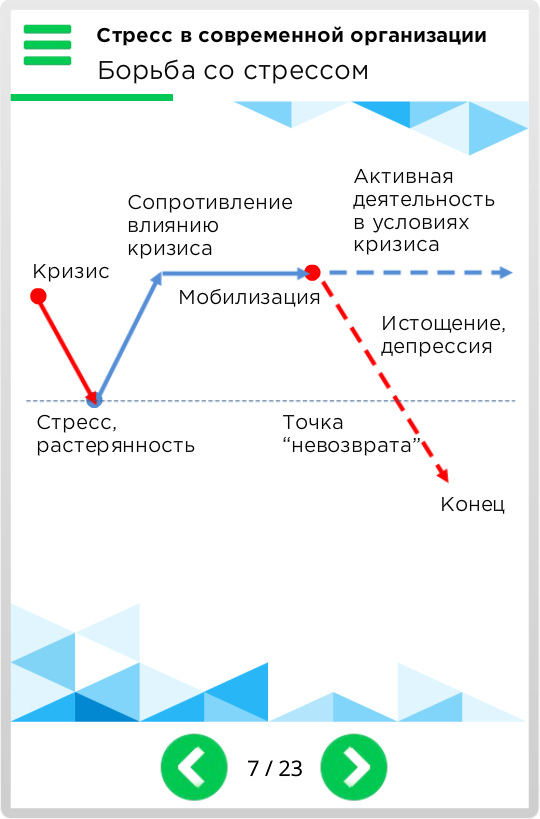 Стресс в современной организации
Борьба со стрессом
Активная
деятельность
в условиях
кризиса
Сопротивление
влиянию
кризиса
Кризис
Мобилизация
Истощение,
депрессия
Стресс,
растерянность
Точка
“невозврата”
Конец
7 / 23